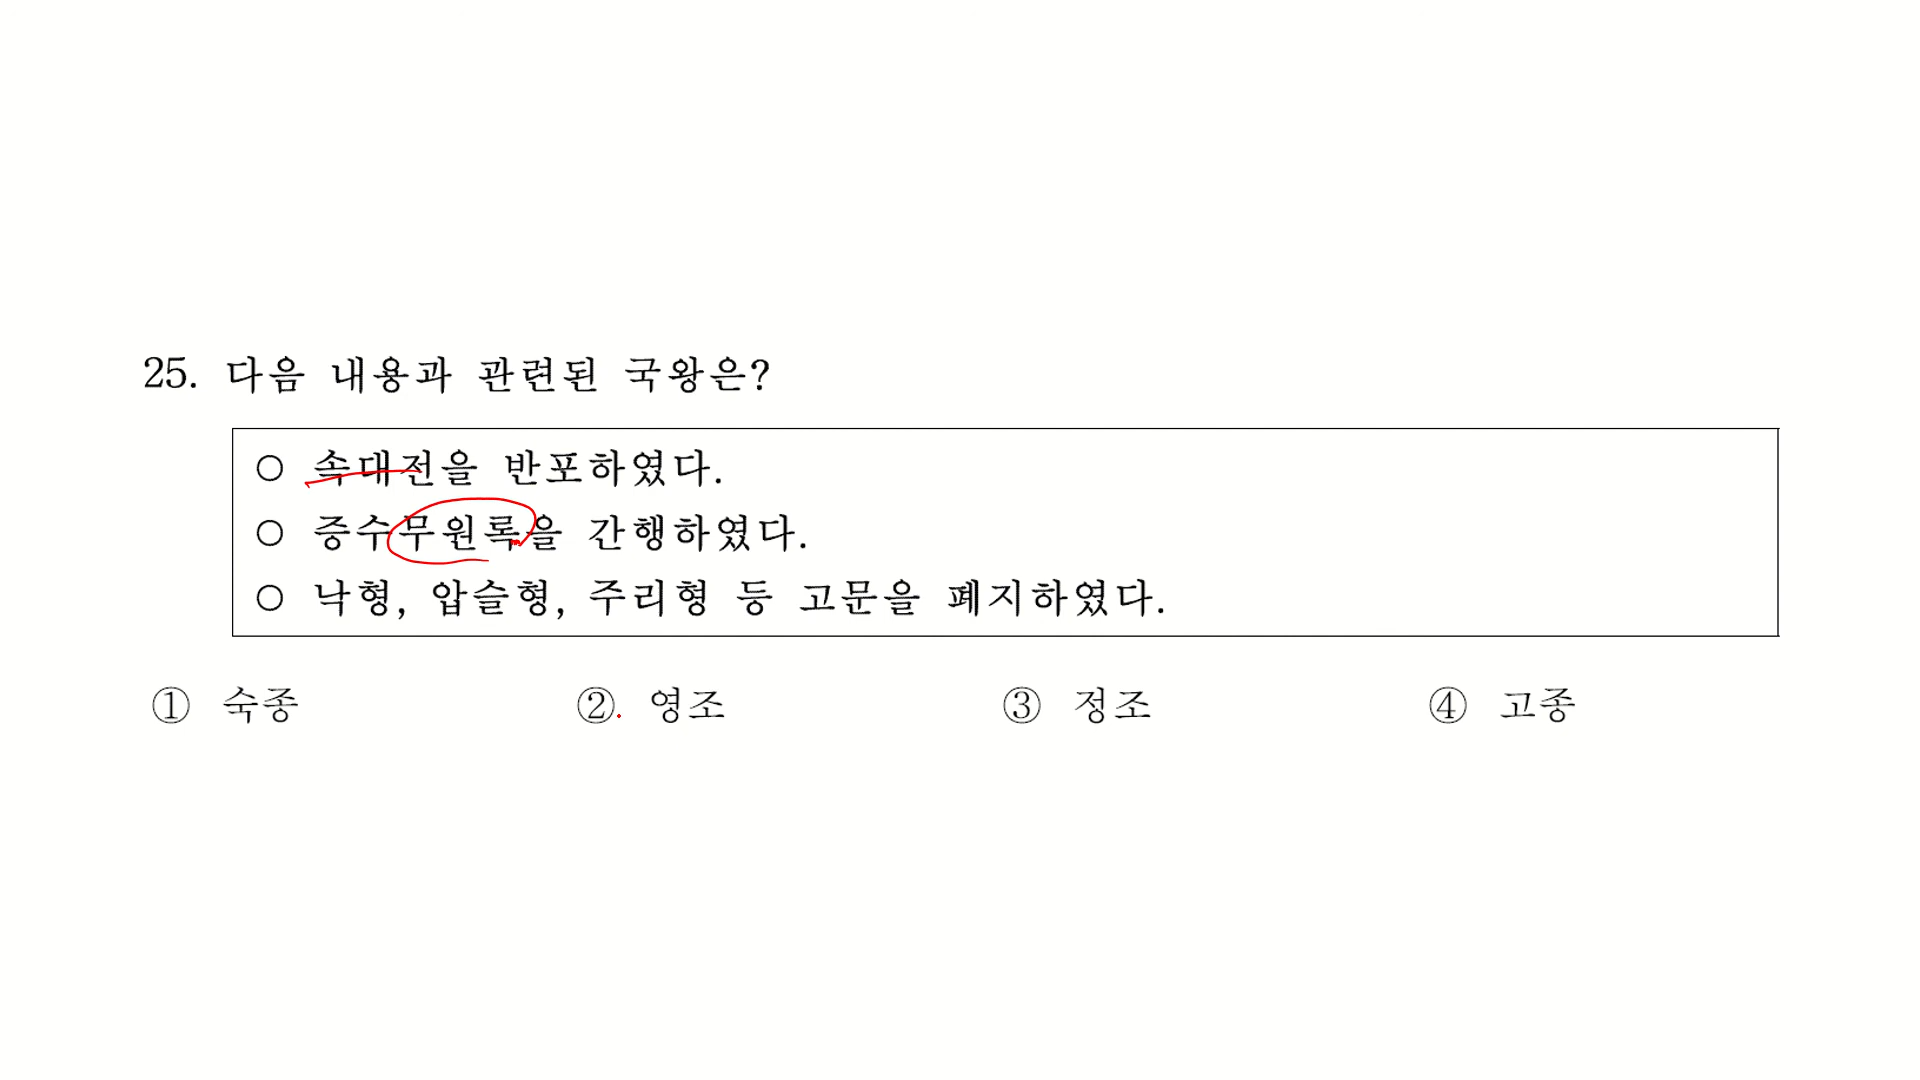 25. 다음 내용과 관련된 국왕은?
○ 속대전을 반포하였다.
○ 증수무원록을 간행하였다.
○ 낙형, 압슬형, 주리형 등 고문을 폐지하였다.
① 숙종 ② 영조 ③ 정조 ④ 고종